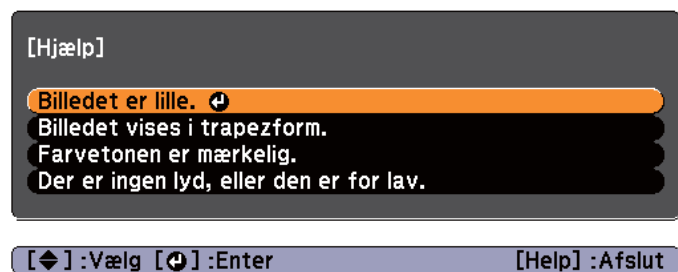 [Hjælp]
Billedet er lille. ⏎
Billedet vises i trapezform.
Farvetonen er mærkelig.
Der er ingen lyd, eller den er for lav.
[◆] :Vælg [⏎] :Enter [Help] :Afslut